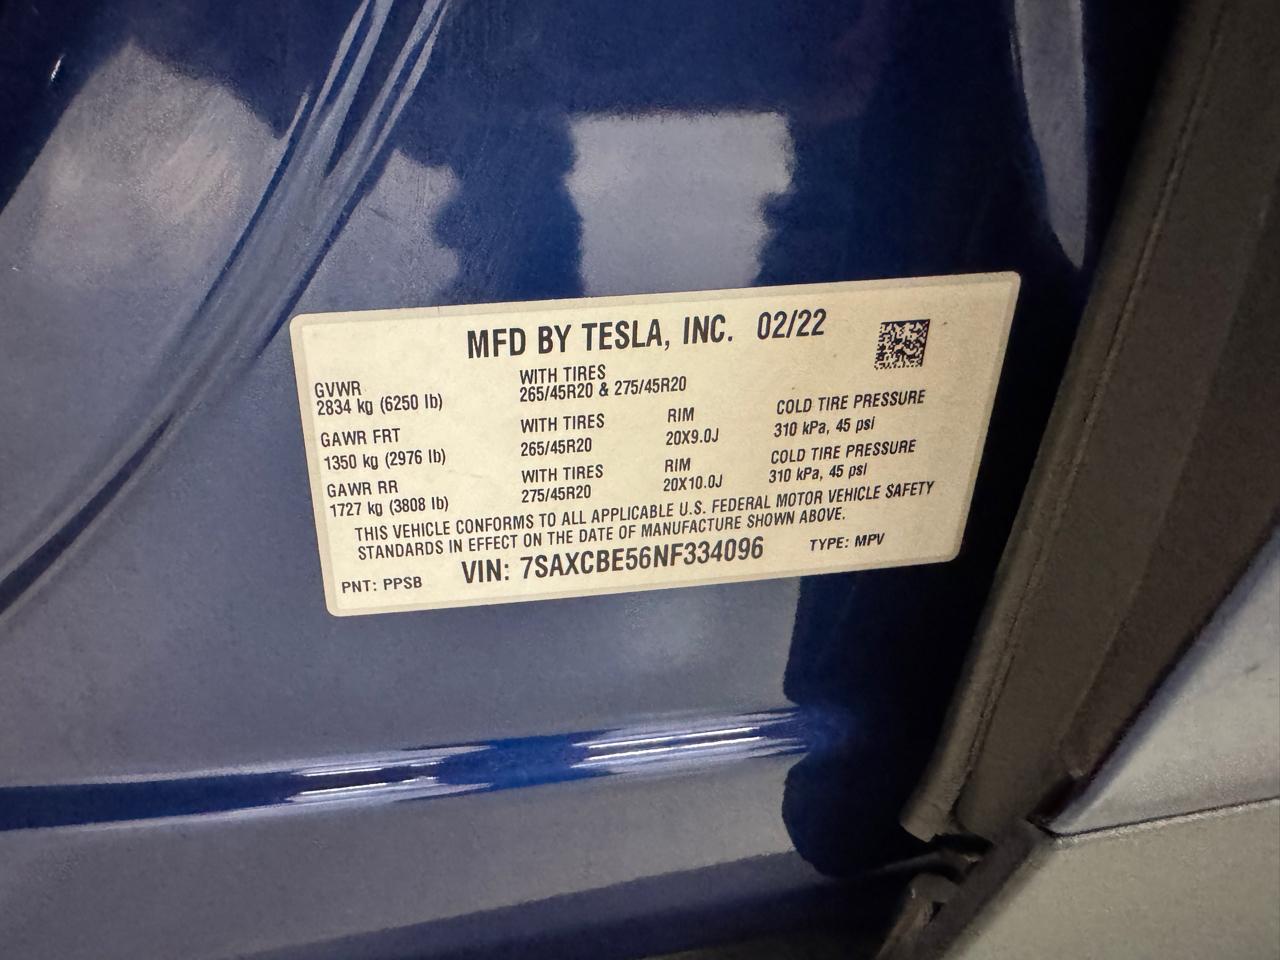 MFD BY TESLA, INC. 02/22
GVWR
2834 kg (6250 lb)
WITH TIRES
265/45R20 & 275/45R20
GAWR FRT
1350 kg (2976 lb)
WITH TIRES
265/45R20
RIM
20X9.0J
COLD TIRE PRESSURE
310 kPa, 45 psi
GAWR RR
1727 kg (3808 lb)
WITH TIRES
275/45R20
RIM
20X10.0J
COLD TIRE PRESSURE
310 kPa, 45 psi
THIS VEHICLE CONFORMS TO ALL APPLICABLE U.S. FEDERAL MOTOR VEHICLE SAFETY
STANDARDS IN EFFECT ON THE DATE OF MANUFACTURE SHOWN ABOVE.
PNT: PPSB
VIN: 7SAXCBE56NF334096
TYPE: MPV